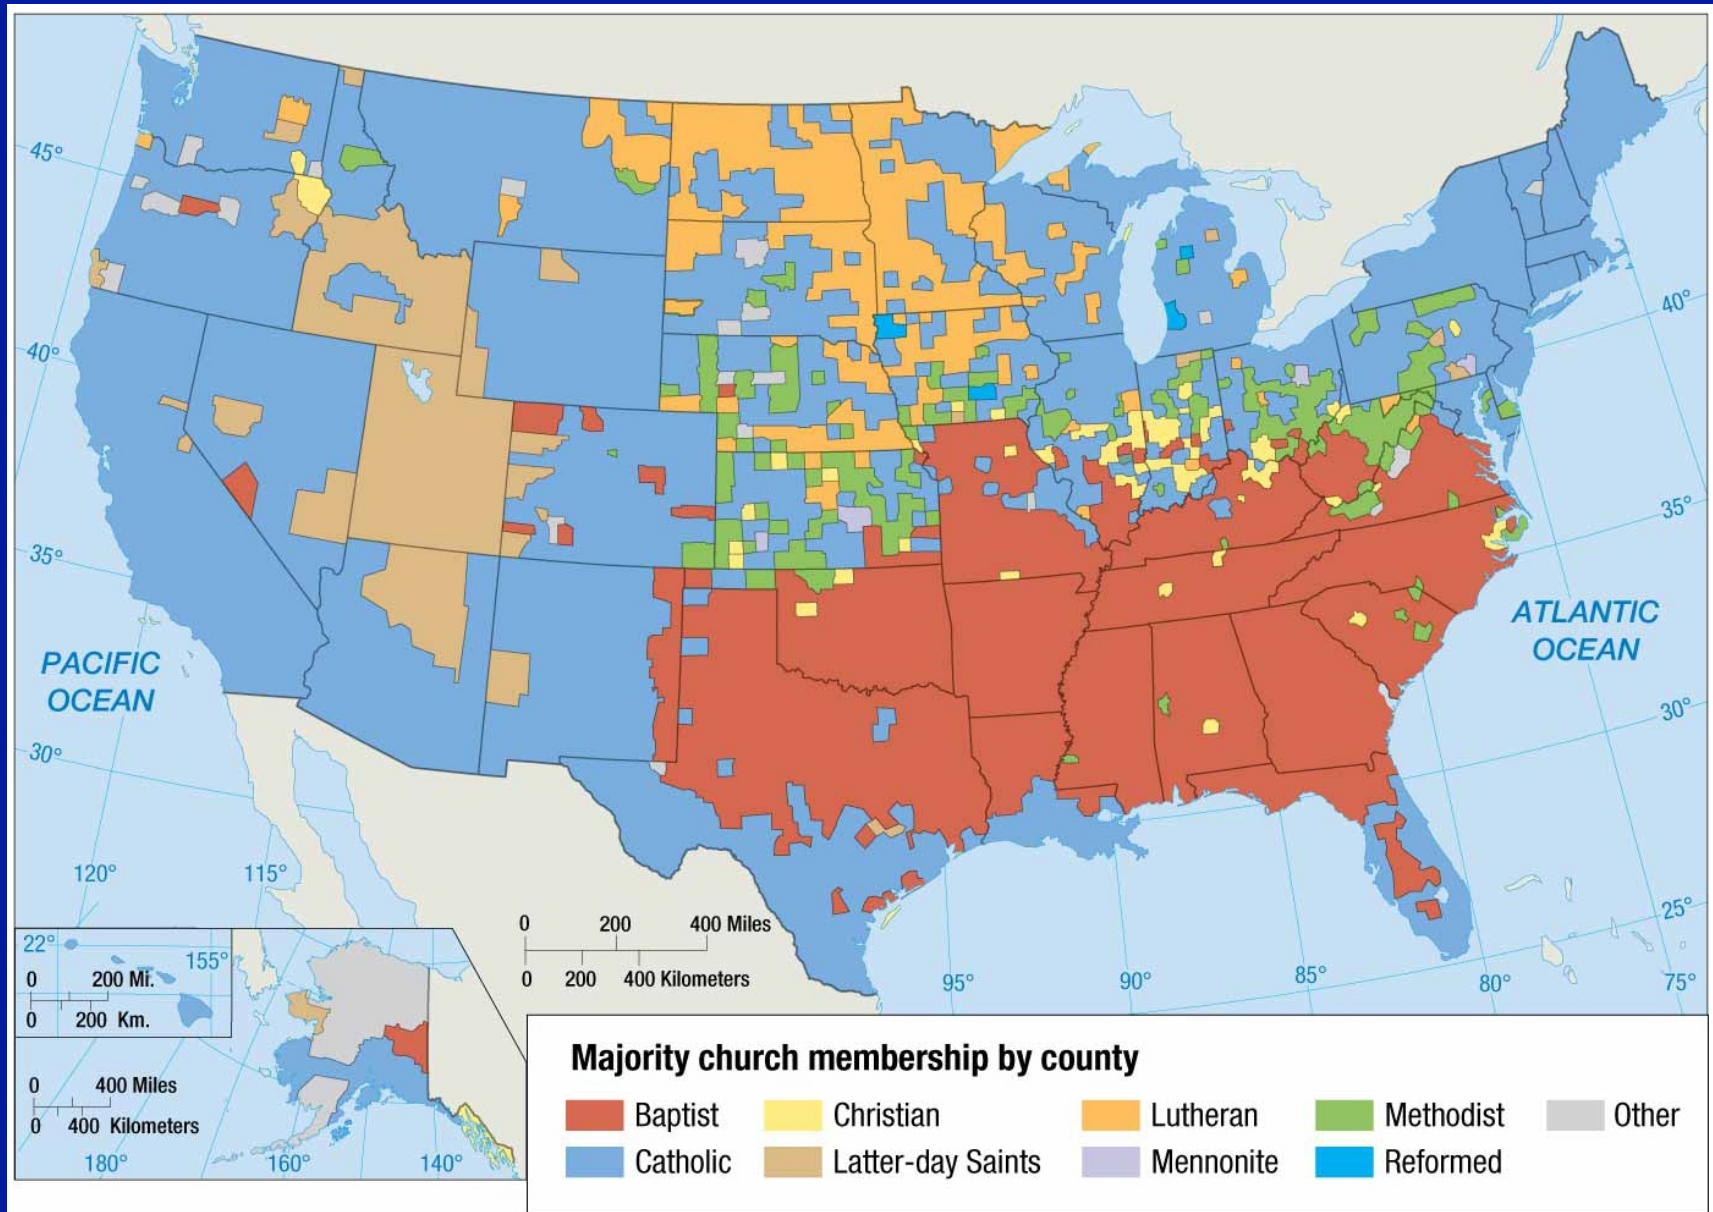 45°
40°
35°
30°
120°
115°
PACIFIC
OCEAN
ATLANTIC
OCEAN
40°
35°
30°
25°
95°
90°
85°
80°
75°
0 200 400 Miles
0 200 400 Kilometers
22°
155°
0 200 Mi.
0 200 Km.
0 400 Miles
0 400 Kilometers
180°
160°
140°
Majority church membership by county
Baptist
Christian
Lutheran
Methodist
Other
Catholic
Latter-day Saints
Mennonite
Reformed